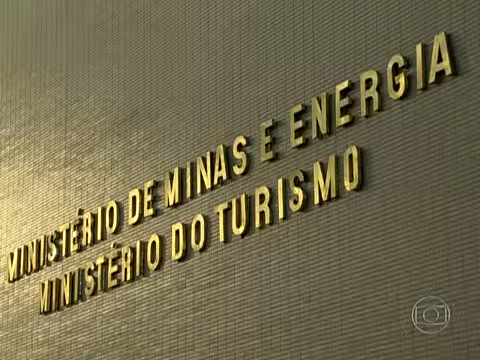 MINISTÉRIO DE MINAS E ENERGIA
MINISTÉRIO DO TURISMO